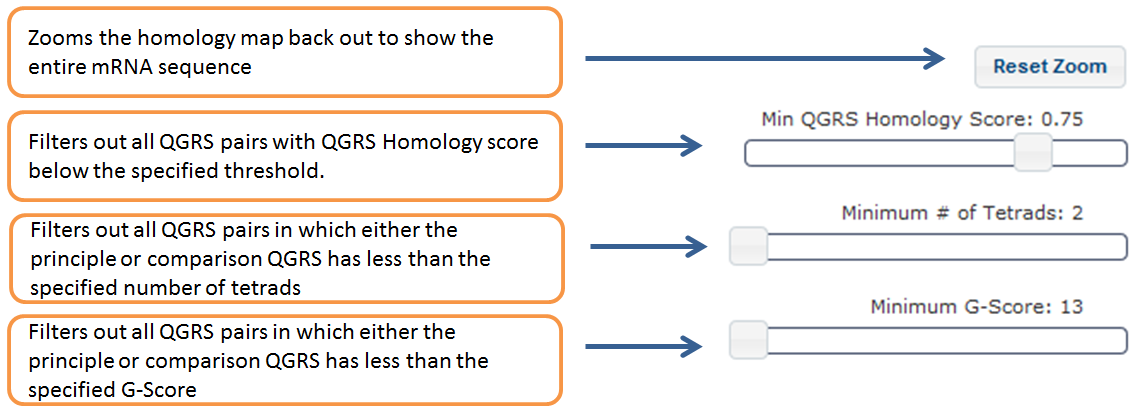 Zooms the homology map back out to show the
entire mRNA sequence
Reset Zoom
Filters out all QGRS pairs with QGRS Homology score
below the specified threshold.
Min QGRS Homology Score: 0.75
Filters out all QGRS pairs in which either the
principle or comparison QGRS has less than the
specified number of tetrads
Minimum # of Tetrads: 2
Filters out all QGRS pairs in which either the
principle or comparison QGRS has less than the
specified G-Score
Minimum G-Score: 13